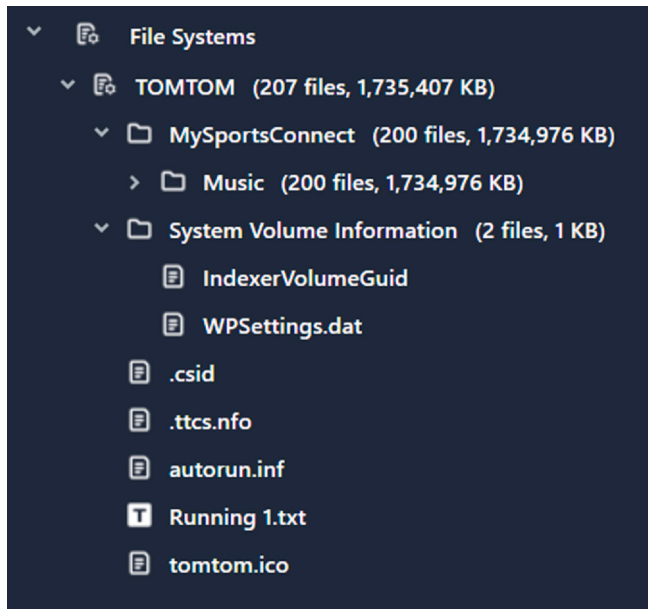 File Systems
TOMTOM (207 files, 1,735,407 KB)
MySportsConnect (200 files, 1,734,976 KB)
Music (200 files, 1,734,976 KB)
System Volume Information (2 files, 1 KB)
IndexerVolumeGuid
WPSettings.dat
.csid
.ttcs.nfo
autorun.inf
Running 1.txt
tomtom.ico